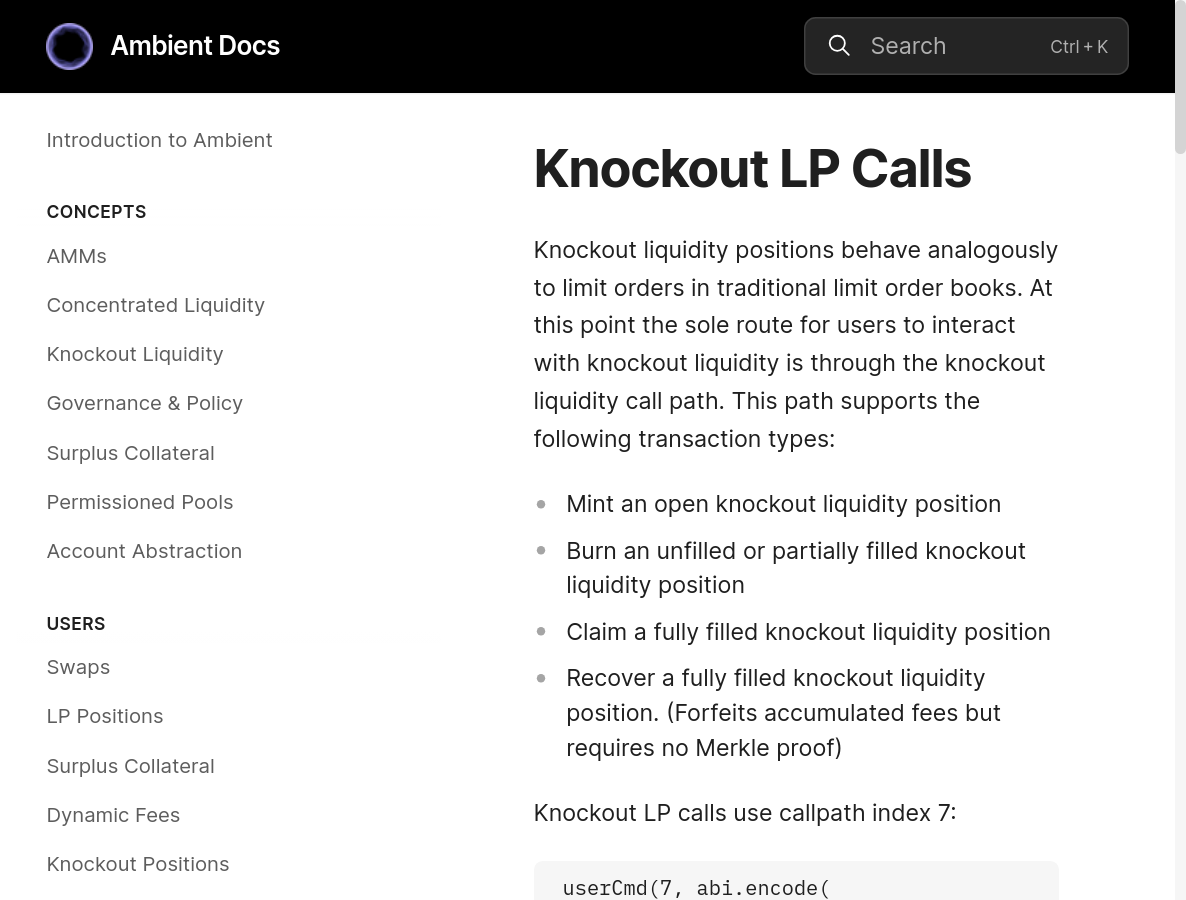 Ambient Docs
Search
Ctrl + K
Introduction to Ambient
CONCEPTS
AMMs
Concentrated Liquidity
Knockout Liquidity
Governance & Policy
Surplus Collateral
Permissioned Pools
Account Abstraction
USERS
Swaps
LP Positions
Surplus Collateral
Dynamic Fees
Knockout Positions
Knockout LP Calls
Knockout liquidity positions behave analogously
to limit orders in traditional limit order books. At
this point the sole route for users to interact
with knockout liquidity is through the knockout
liquidity call path. This path supports the
following transaction types:
Mint an open knockout liquidity position
Burn an unfilled or partially filled knockout
liquidity position
Claim a fully filled knockout liquidity position
Recover a fully filled knockout liquidity
position. (Forfeits accumulated fees but
requires no Merkle proof)
Knockout LP calls use callpath index 7:
userCmd(7, abi.encode(